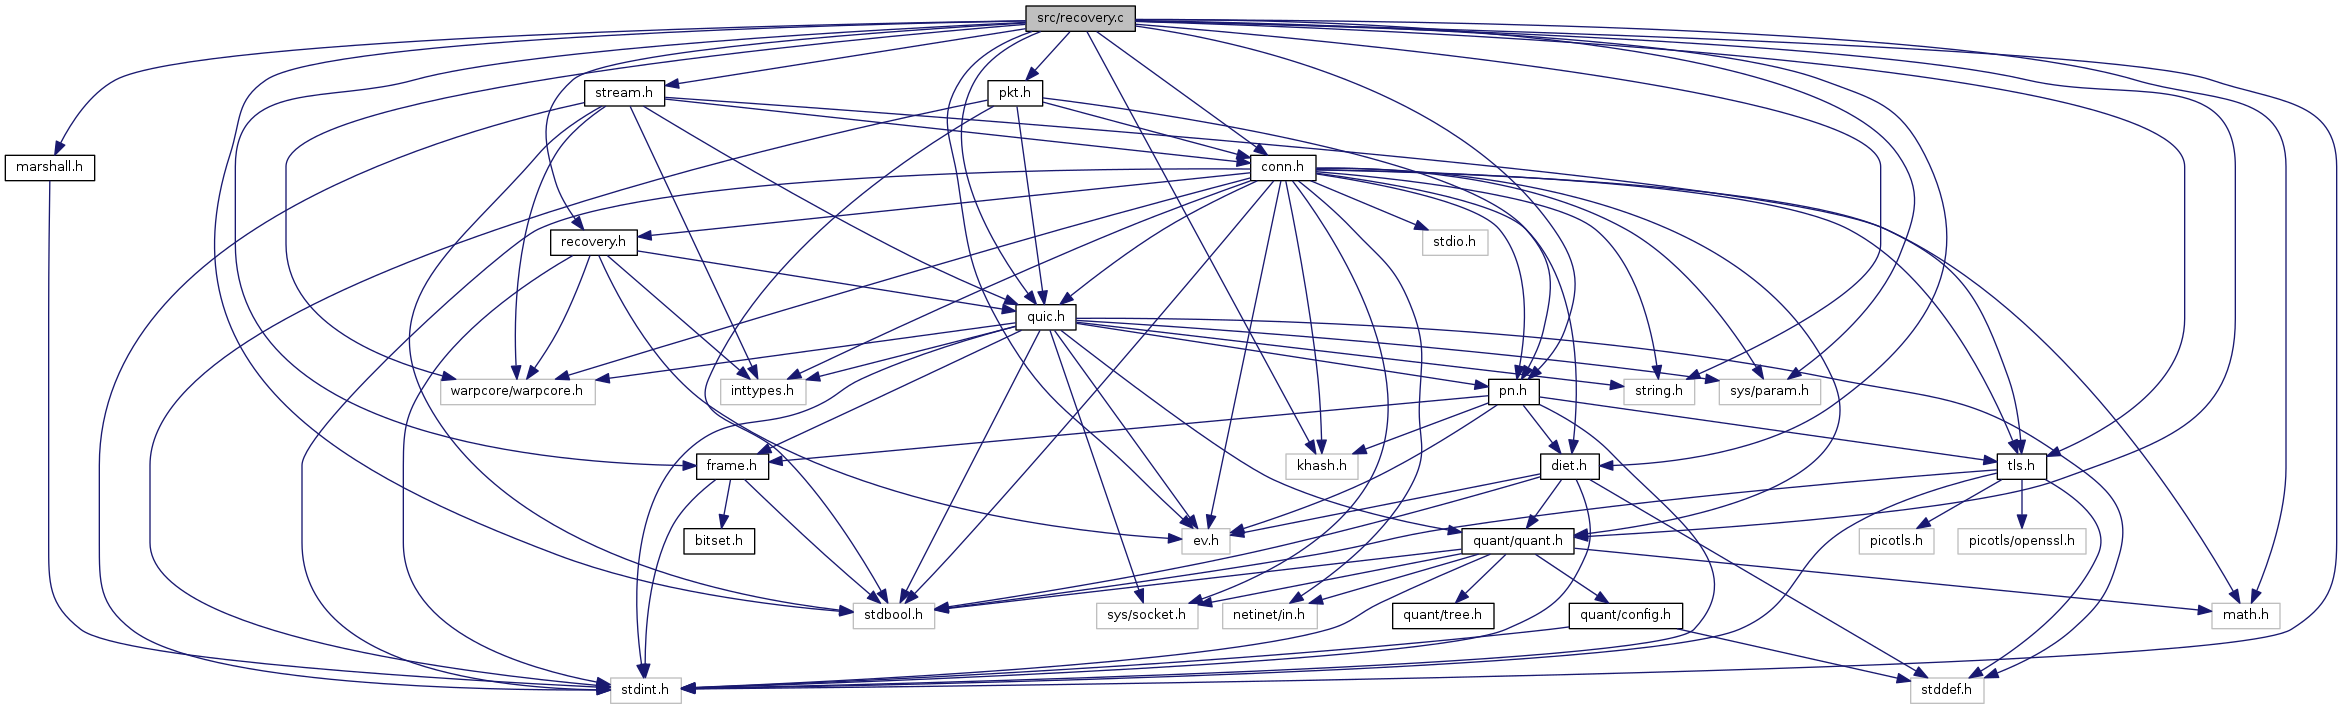 src/recovery.c
stream.h
pkt.h
marshall.h
conn.h
recovery.h
stdio.h
quic.h
warpcore/warpcore.h
inttypes.h
pn.h
string.h
sys/param.h
frame.h
khash.h
diet.h
tls.h
bitset.h
ev.h
quant/quant.h
picotls.h
picotls/openssl.h
stdbool.h
sys/socket.h
netinet/in.h
quant/tree.h
quant/config.h
math.h
stdint.h
stddef.h